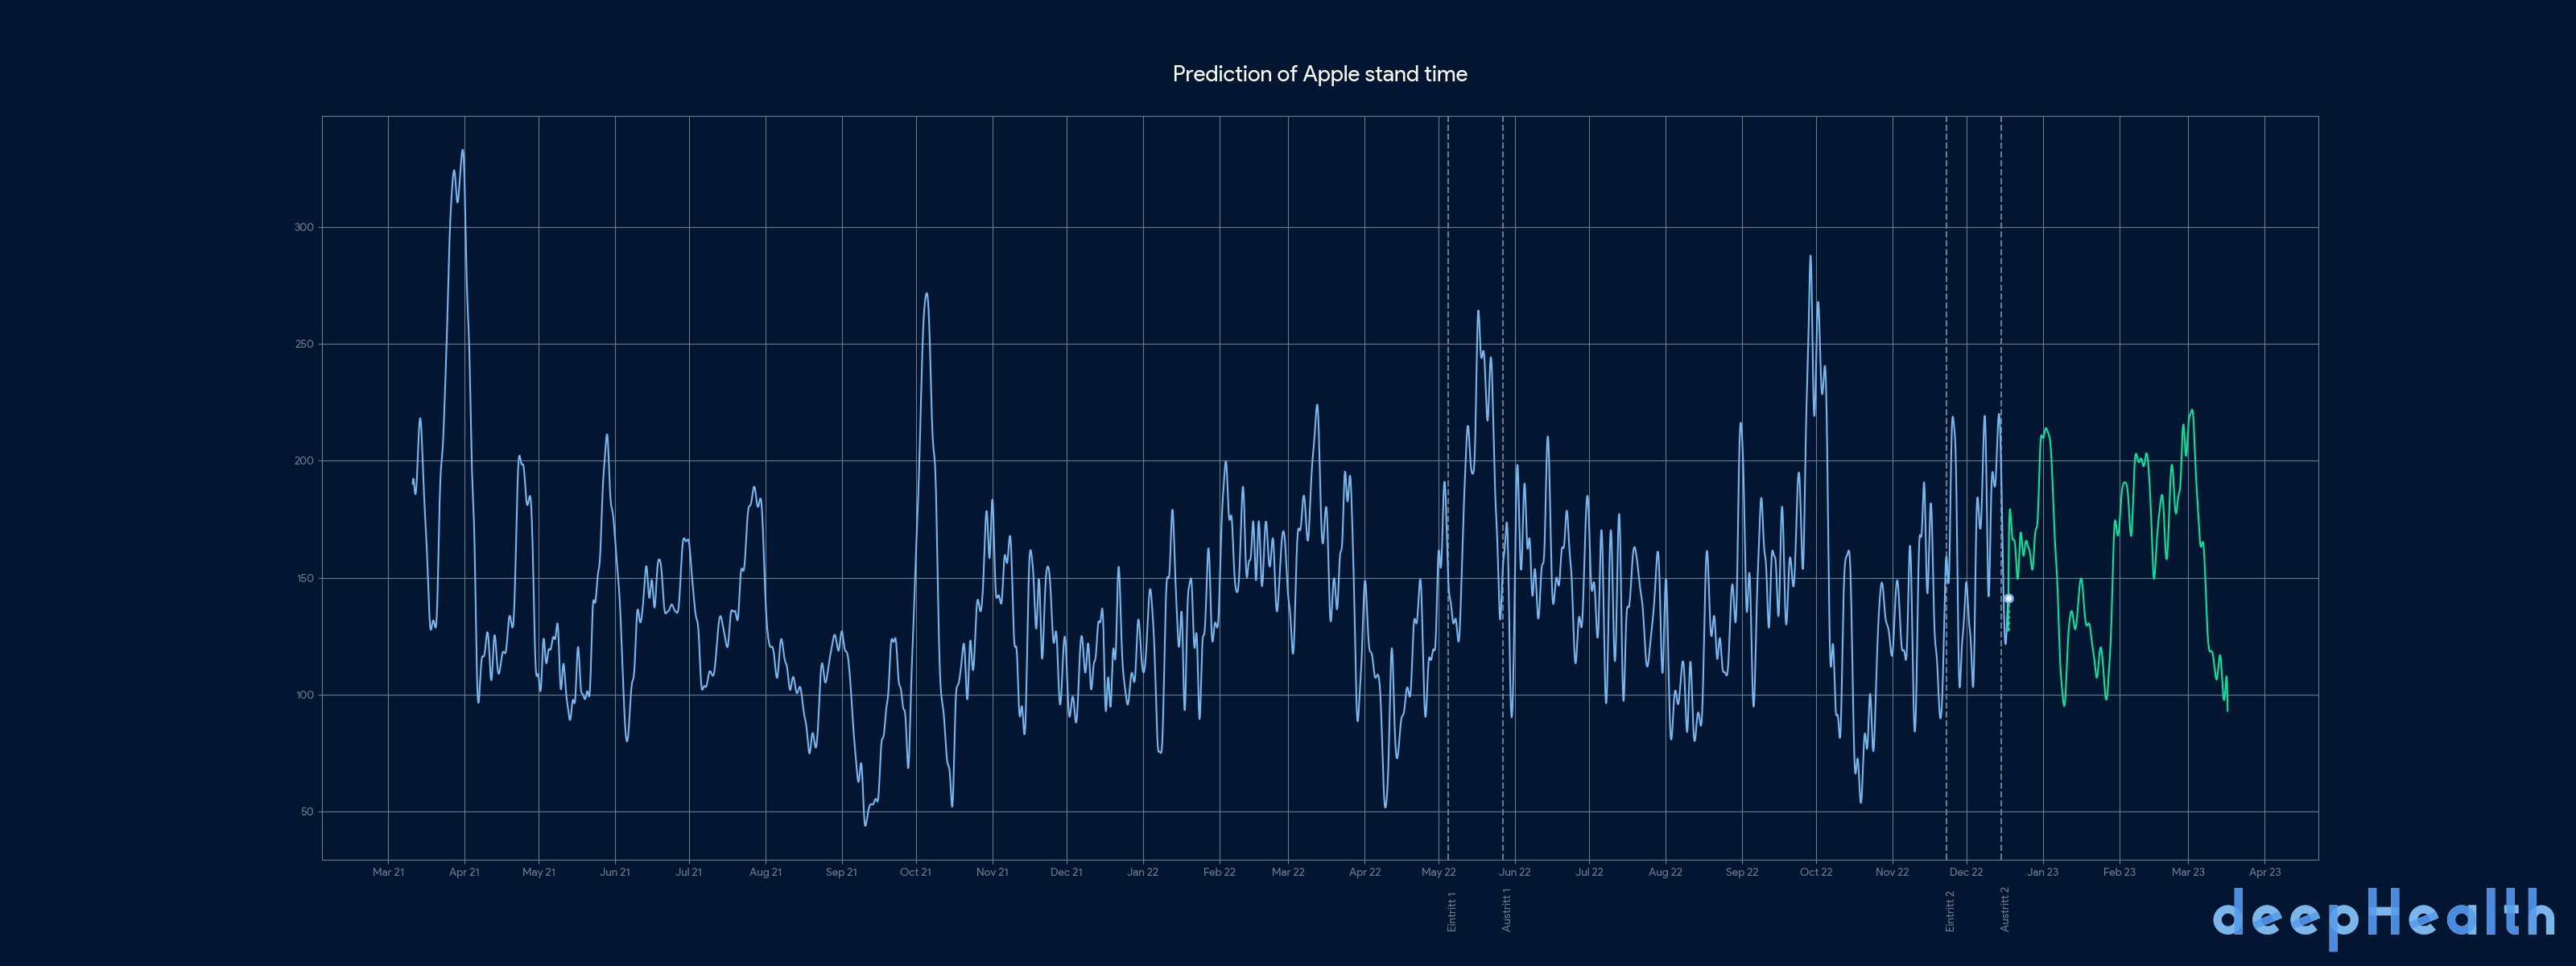 Prediction of Apple stand time
300
250
200
150
100
50
Mar 21 Apr 21 May 21 Jun 21 Jul 21 Aug 21 Sep 21 Oct 21 Nov 21 Dec 21 Jan 22 Feb 22 Mar 22 Apr 22 May 22 Jun 22 Jul 22 Aug 22 Sep 22 Oct 22 Nov 22 Dec 22 Jan 23 Feb 23 Mar 23 Apr 23
Eintritt 1
Austritt 1
Eintritt 2
Austritt 2
deepHealth